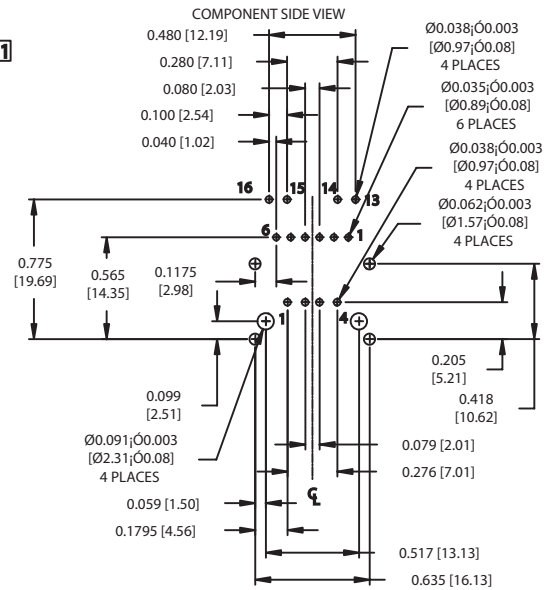 COMPONENT SIDE VIEW
1
0.480 [12.19]
0.280 [7.11]
0.080 [2.03]
0.100 [2.54]
0.040 [1.02]
Ø0.038¡Ó0.003
[Ø0.97¡Ó0.08]
4 PLACES
Ø0.035¡Ó0.003
[Ø0.89¡Ó0.08]
6 PLACES
Ø0.038¡Ó0.003
[Ø0.97¡Ó0.08]
4 PLACES
Ø0.062¡Ó0.003
[Ø1.57¡Ó0.08]
4 PLACES
16 15 14 13
6 1
1 4
0.775
[19.69]
0.565
[14.35]
0.1175
[2.98]
0.205
[5.21]
0.418
[10.62]
0.099
[2.51]
Ø0.091¡Ó0.003
[Ø2.31¡Ó0.08]
4 PLACES
0.079 [2.01]
0.276 [7.01]
0.059 [1.50]
0.1795 [4.56]
℄
0.517 [13.13]
0.635 [16.13]